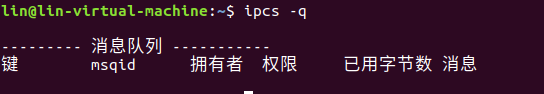 lin@lin-virtual-machine:~$ ipcs -q
--------- 消息队列 -----------
键 msqid 拥有者 权限 已用字节数 消息